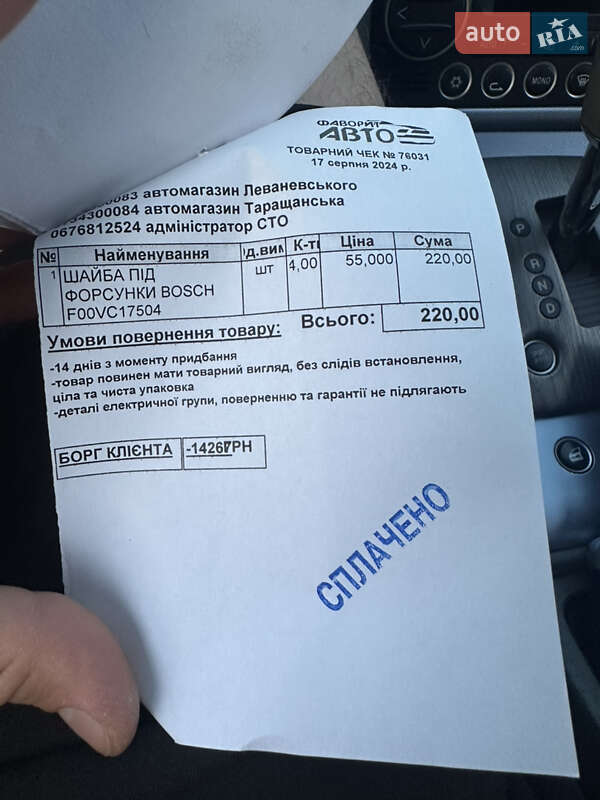 auto RIA.com
ФАВОРИТ
АВТО
ТОВАРНИЙ ЧЕК № 76031
17 серпня 2024 р.
0083 автомагазин Леваневського
4300084 автомагазин Таращанська
0676812524 адміністратор СТО
№ Найменування д.вим К-ть Ціна Сума
1 ШАЙБА ПІД ФОРСУНКИ BOSCH F00VC17504 шт 4,00 55,000 220,00
Всього: 220,00
Умови повернення товару:
-14 днів з моменту придбання
-товар повинен мати товарний вигляд, без слідів встановлення,
ціла та чиста упаковка
-деталі електричної групи, поверненню та гарантії не підлягають
БОРГ КЛІЄНТА
СПЛАЧЕНО
MONO
P
R
N
D